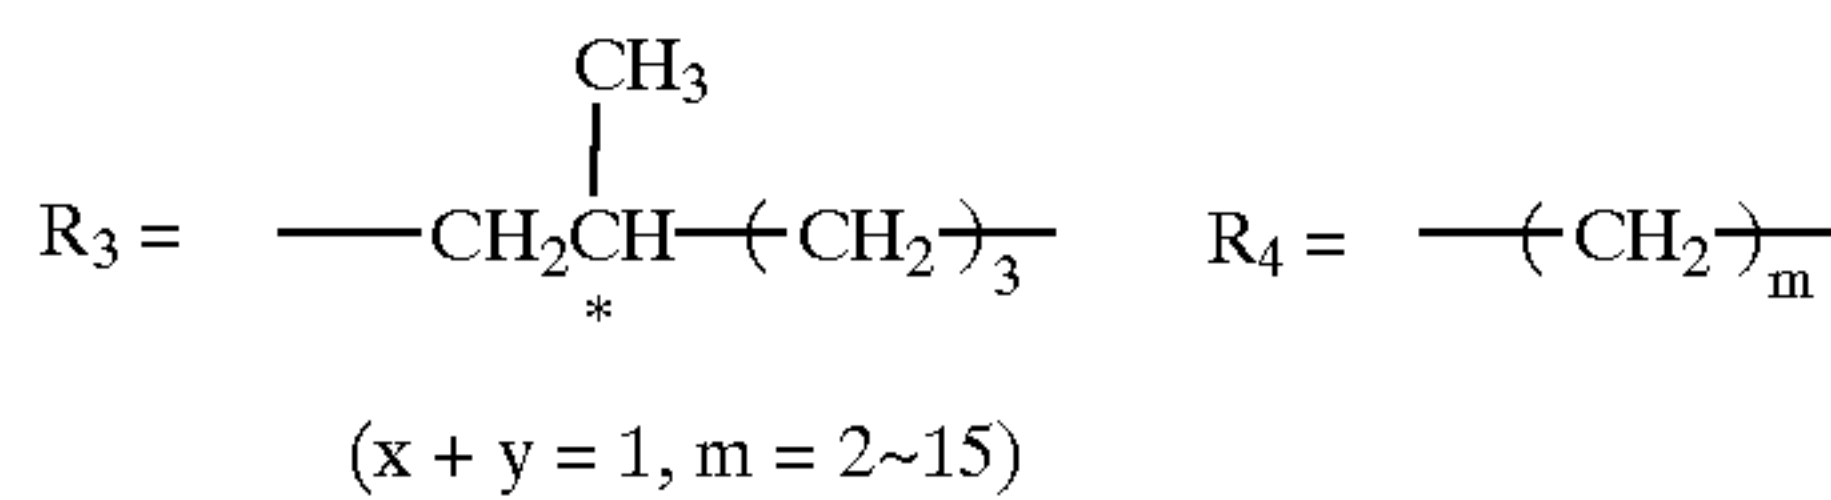 CH3
R3 = —CH2CH—(CH2)3— R4 = —(CH2)m
*
(x + y = 1, m = 2~15)